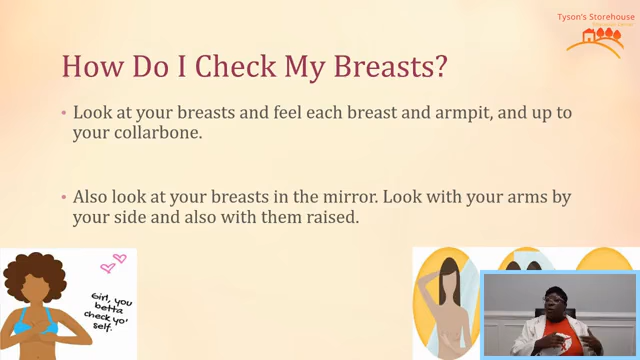 Tyson's Storehouse
How Do I Check My Breasts?
• Look at your breasts and feel each breast and armpit, and up to
your collarbone.
• Also look at your breasts in the mirror. Look with your arms by
your side and also with them raised.
Girl, you
betta
check yo'
self.